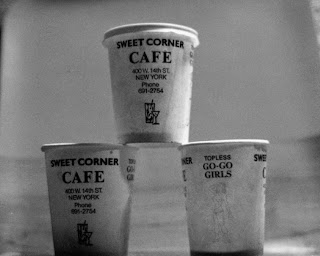 SWEET CORNER
CAFE
400 W. 14th ST.
NEW YORK
Phone
691-2754
SWEET CORNER
CAFE
400 W. 14th ST.
NEW YORK
Phone
691-2754
TOPLESS
GO-GO
GIRLS